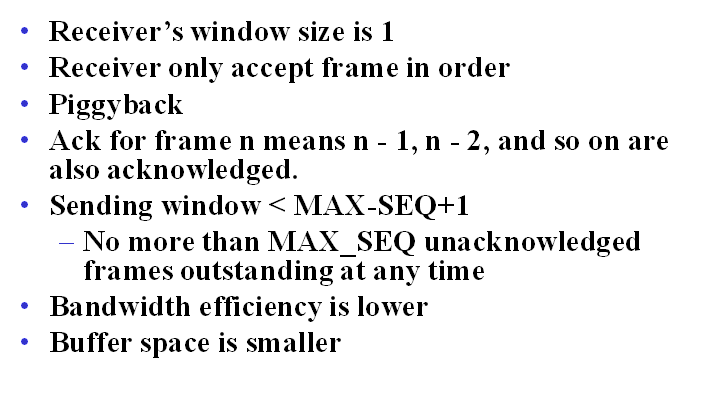 • Receiver's window size is 1
• Receiver only accept frame in order
• Piggyback
• Ack for frame n means n - 1, n - 2, and so on are
also acknowledged.
• Sending window < MAX-SEQ+1
– No more than MAX_SEQ unacknowledged
frames outstanding at any time
• Bandwidth efficiency is lower
• Buffer space is smaller